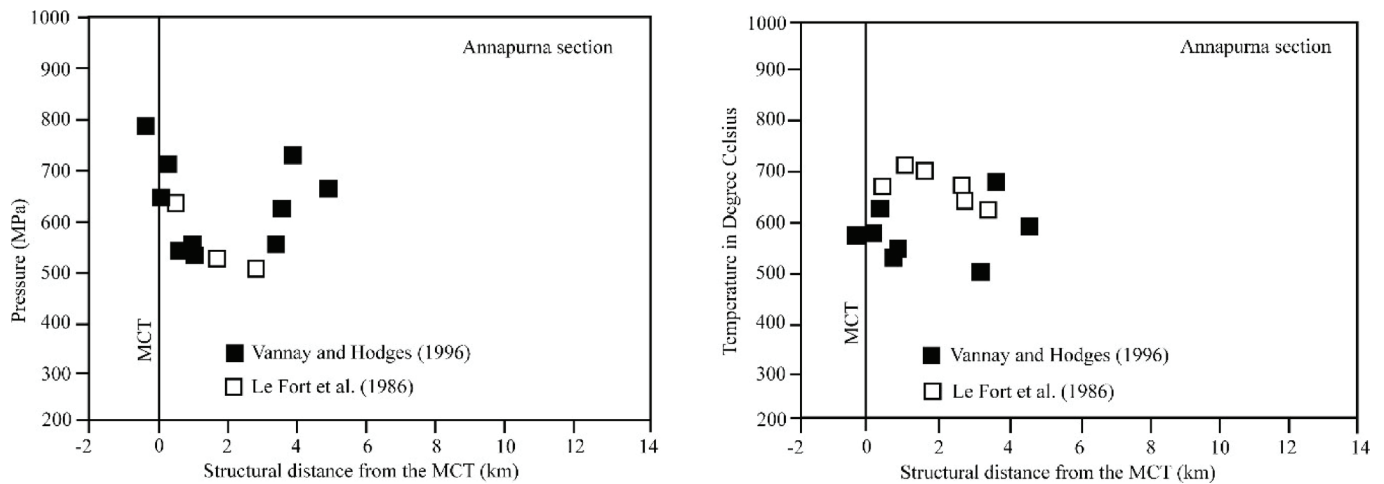 1000
Annapurna section
900
800
700
600
500
400
300
200
Pressure (MPa)
MCT
Vannay and Hodges (1996)
Le Fort et al. (1986)
-2 0 2 4 6 8 10 12 14
Structural distance from the MCT (km)
1000
Annapurna section
900
800
700
600
500
400
300
200
Temperature in Degree Celsius
MCT
Vannay and Hodges (1996)
Le Fort et al. (1986)
-2 0 2 4 6 8 10 12 14
Structural distance from the MCT (km)